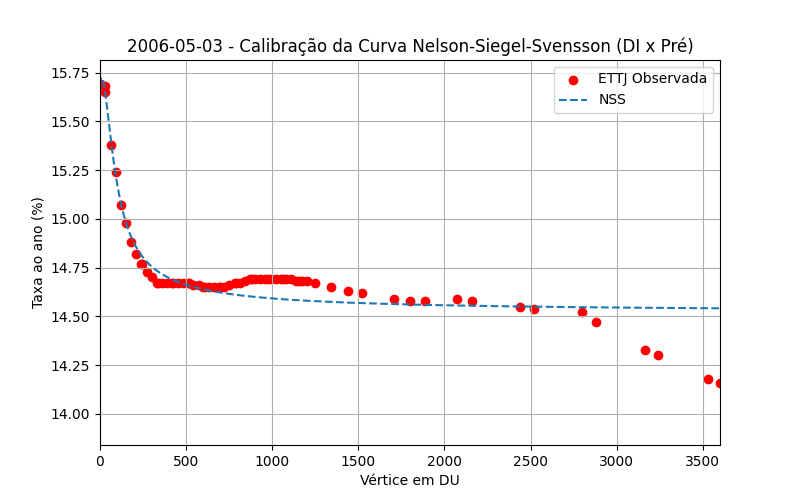 2006-05-03 - Calibração da Curva Nelson-Siegel-Svensson (DI x Pré)
ETTJ Observada
NSS
Taxa ao ano (%)
15.75
15.50
15.25
15.00
14.75
14.50
14.25
14.00
0 500 1000 1500 2000 2500 3000 3500
Vértice em DU